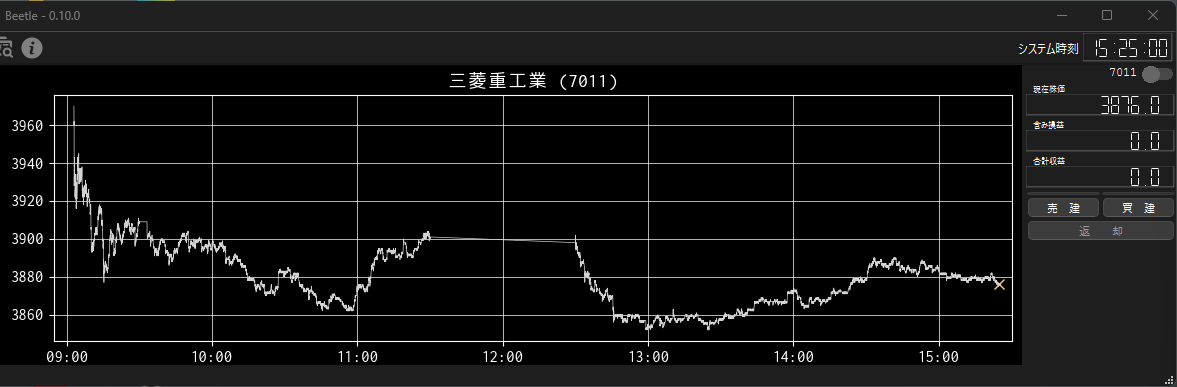 Beetle - 0.10.0
システム時刻 15:25:00
三菱重工業 (7011)
7011
現在株価
3876.0
含み損益
0.0
合計収益
0.0
売 建 買 建
返 却
3960
3940
3920
3900
3880
3860
09:00 10:00 11:00 12:00 13:00 14:00 15:00